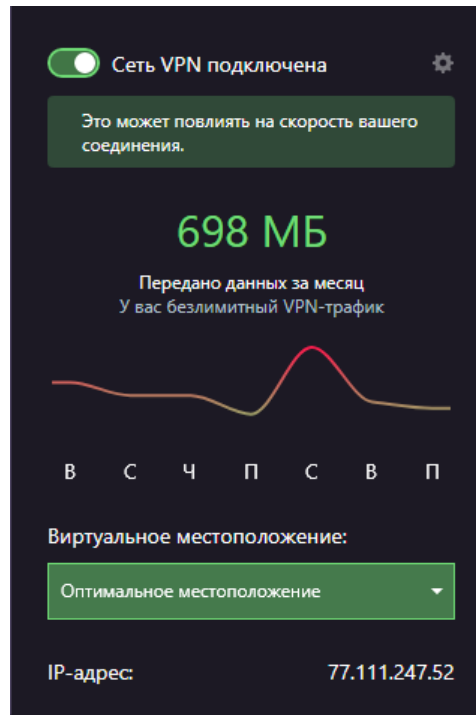 Сеть VPN подключена
Это может повлиять на скорость вашего
соединения.
698 МБ
Передано данных за месяц
У вас безлимитный VPN-трафик
В С Ч П С В П
Виртуальное местоположение:
Оптимальное местоположение
IP-адрес: 77.111.247.52